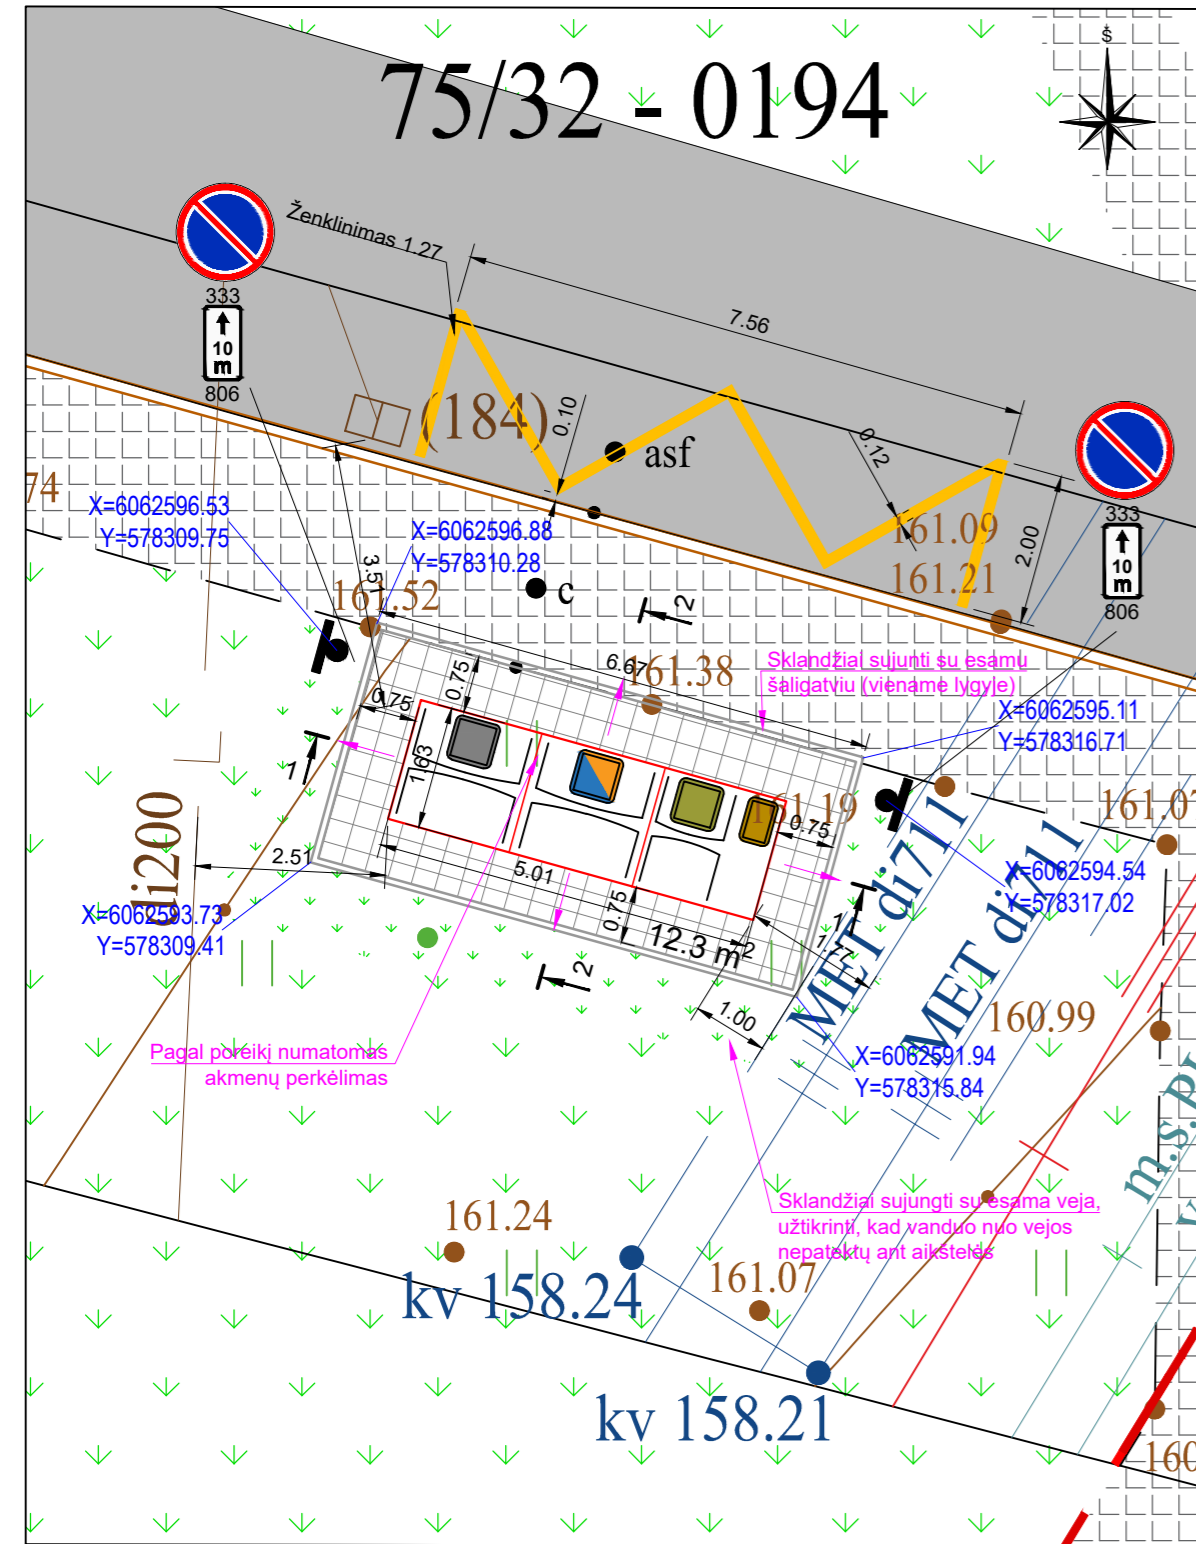 75/32 - 0194
Š
Ženklinimas 1.27
7.56
333
10
m
806
(184)
0.10
asf
0.12
161.09
161.21
2.00
333
10
m
806
74
X=6062596.53
Y=578309.75
X=6062596.88
Y=578310.28
3.51
161.52
c
2
6.67
161.38
Sklandžiai sujunti su esamu
šaligatviu (viename lygyje)
X=6062595.11
Y=578316.71
0.75
0.75
1.63
1
161.19
0.75
161.07
di200
2.51
5.01
0.75
12.3 m²
1
1.77
MET di711
MET di711
X=6062594.54
Y=578317.02
X=6062593.73
Y=578309.41
2
1.00
160.99
Pagal poreikį numatomas
akmenų perkėlimas
X=6062591.94
Y=578315.84
m.s.
Sklandžiai sujungti su esama veja,
užtikrinti, kad vanduo nuo vejos
nepatektų ant aikštelės
161.24
161.07
kv 158.24
kv 158.21
160